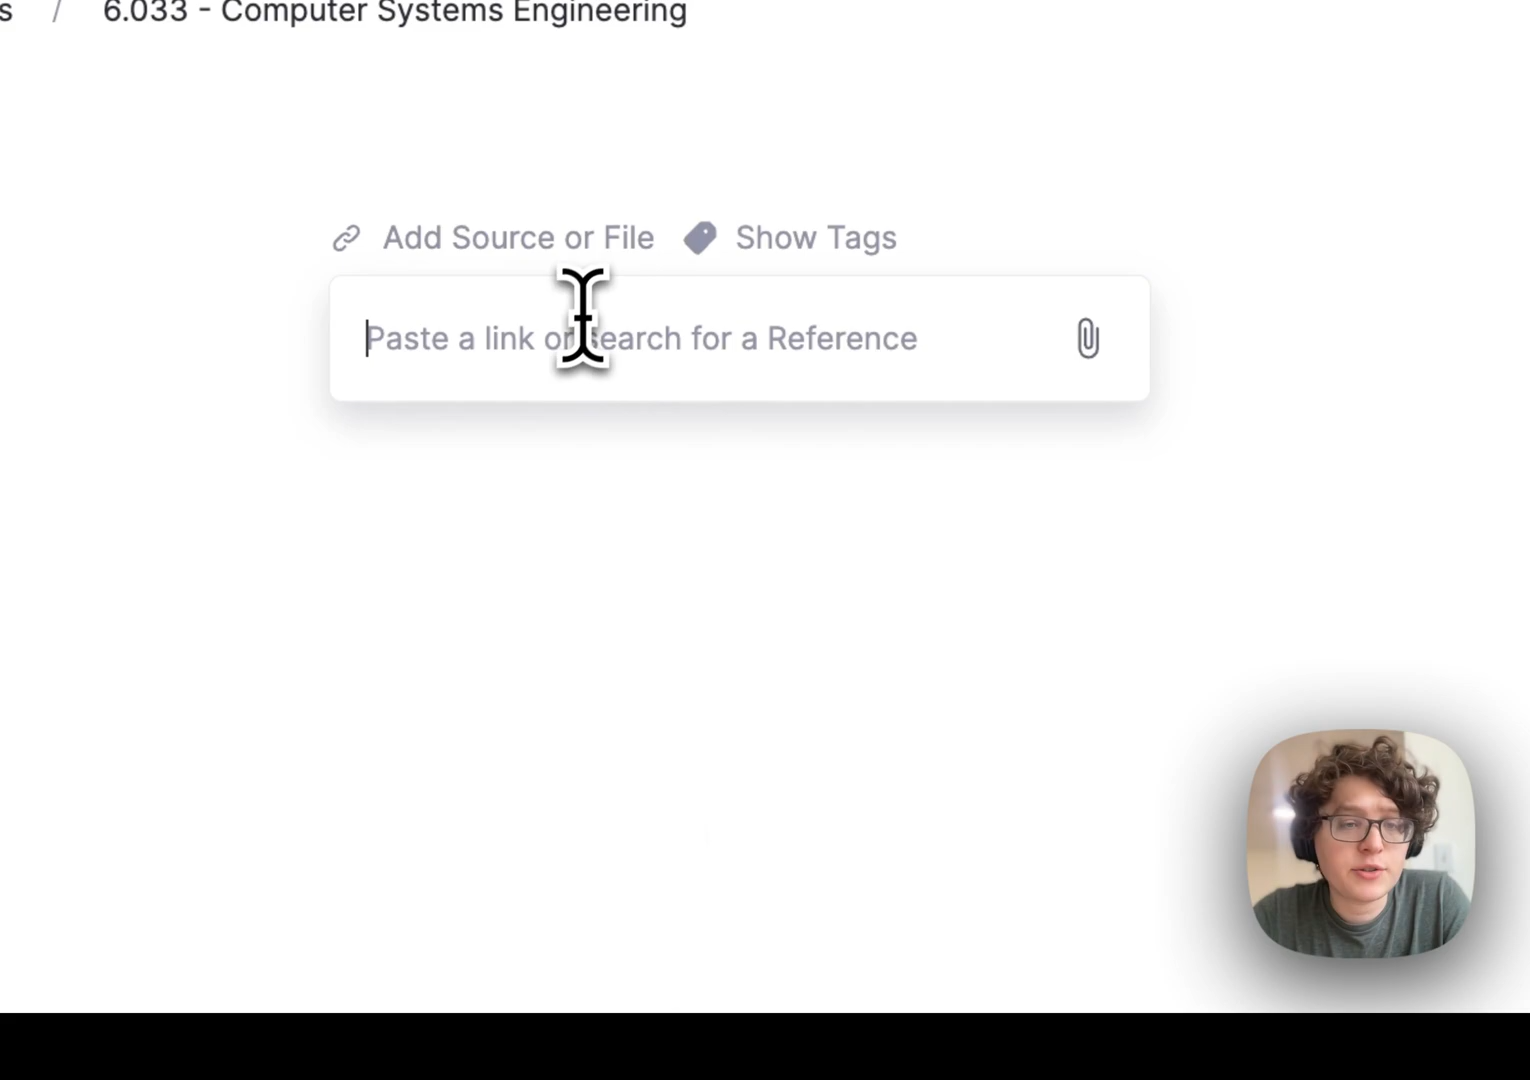 s / 6.033 - Computer Systems Engineering
Add Source or File Show Tags
Paste a link or search for a Reference